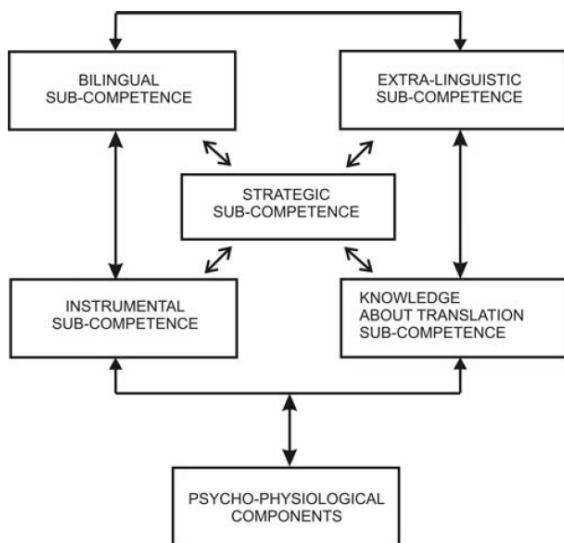 BILINGUAL
SUB-COMPETENCE
EXTRA-LINGUISTIC
SUB-COMPETENCE
STRATEGIC
SUB-COMPETENCE
INSTRUMENTAL
SUB-COMPETENCE
KNOWLEDGE
ABOUT TRANSLATION
SUB-COMPETENCE
PSYCHO-PHYSIOLOGICAL
COMPONENTS